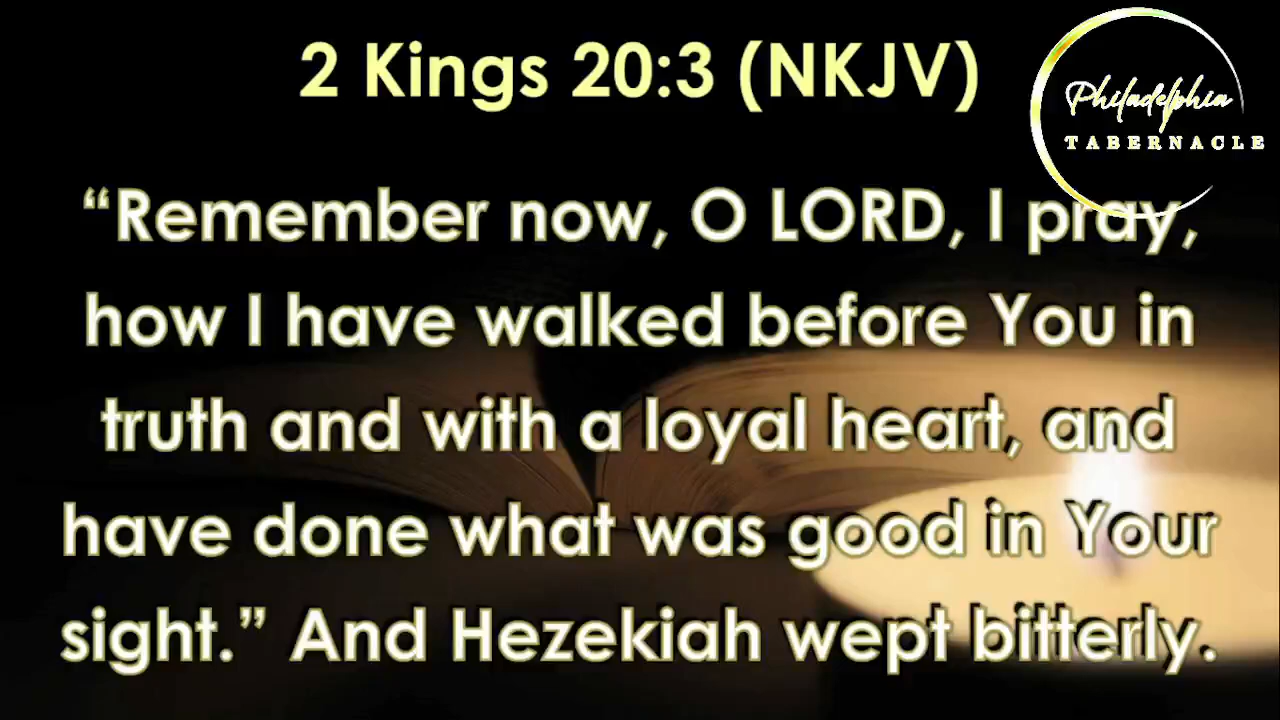 2 Kings 20:3 (NKJV)
Philadelphia
TABERNACLE
“Remember now, O LORD, I pray,
how I have walked before You in
truth and with a loyal heart, and
have done what was good in Your
sight.” And Hezekiah wept bitterly.